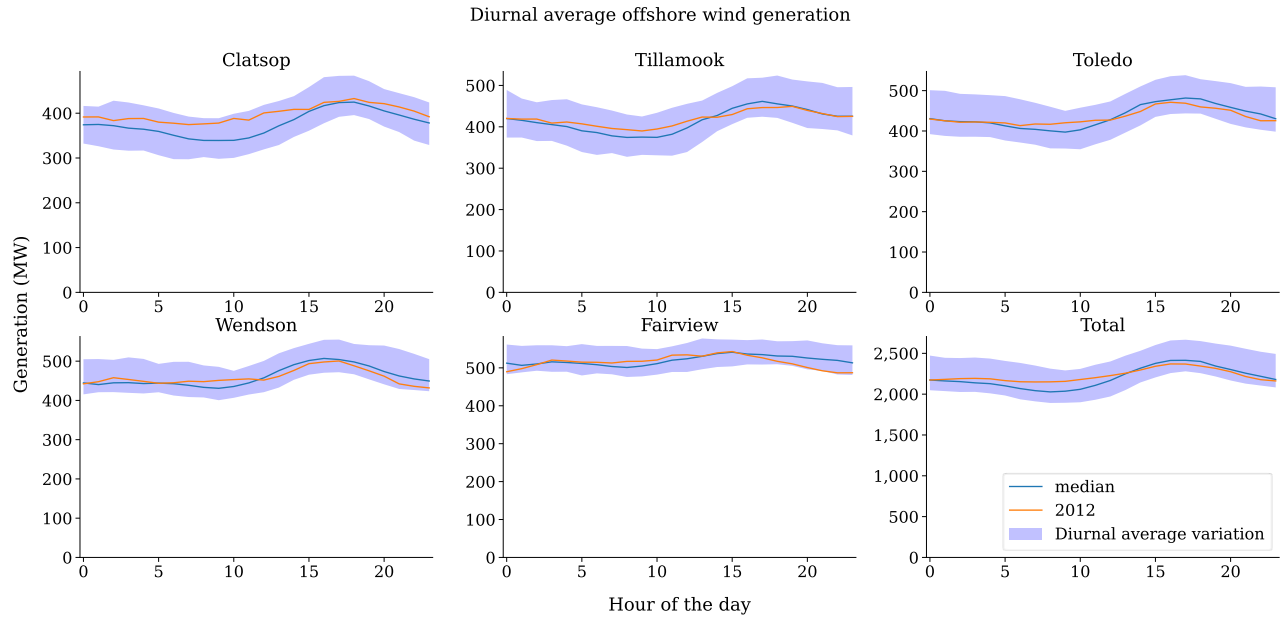 Diurnal average offshore wind generation
Clatsop
Tillamook
Toledo
400
300
200
100
0
0 5 10 15 20
500
400
300
200
100
0
0 5 10 15 20
500
400
300
200
100
0
0 5 10 15 20
Generation (MW)
Wendson
Fairview
Total
500
400
300
200
100
0
0 5 10 15 20
500
400
300
200
100
0
0 5 10 15 20
2,500
2,000
1,500
1,000
500
0
0 5 10 15 20
median
2012
Diurnal average variation
Hour of the day